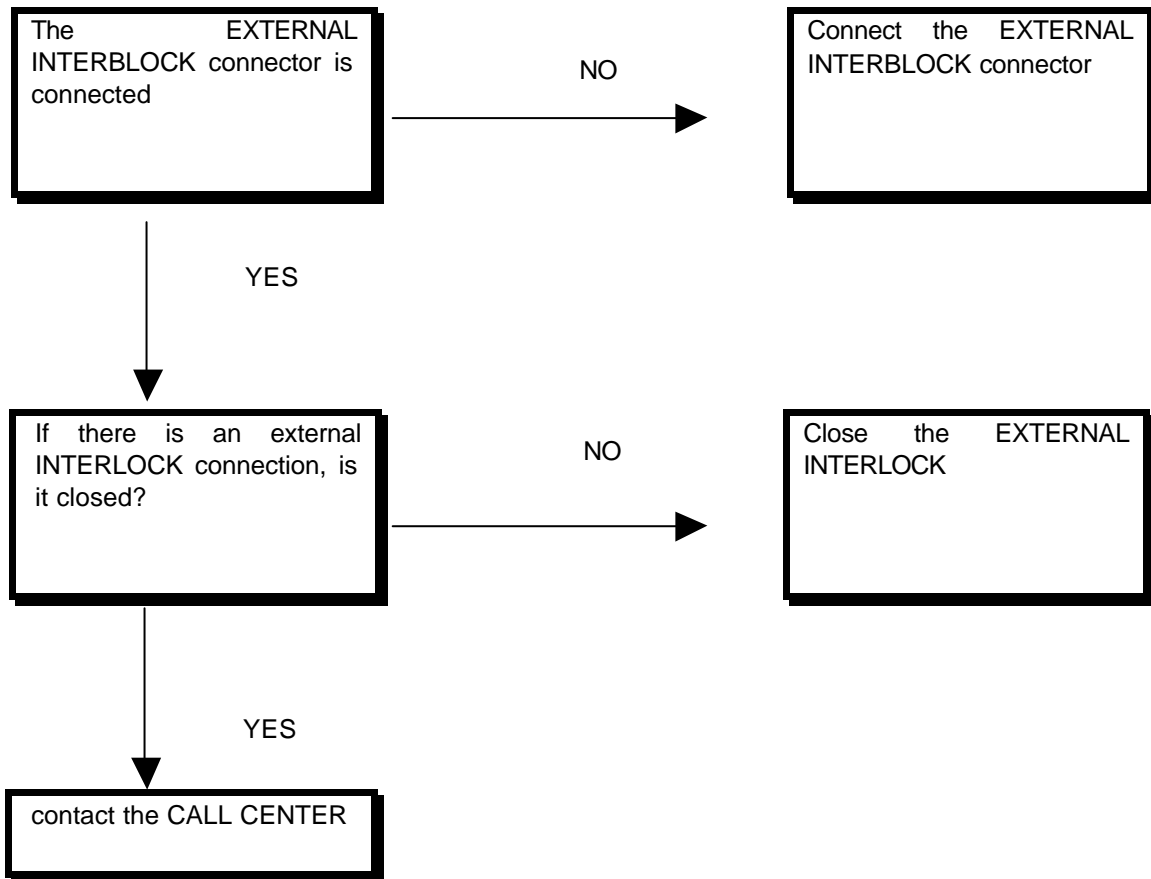 The EXTERNAL
INTERBLOCK connector is
connected
NO
Connect the EXTERNAL
INTERBLOCK connector
YES
If there is an external
INTERLOCK connection, is
it closed?
NO
Close the EXTERNAL
INTERLOCK
YES
contact the CALL CENTER